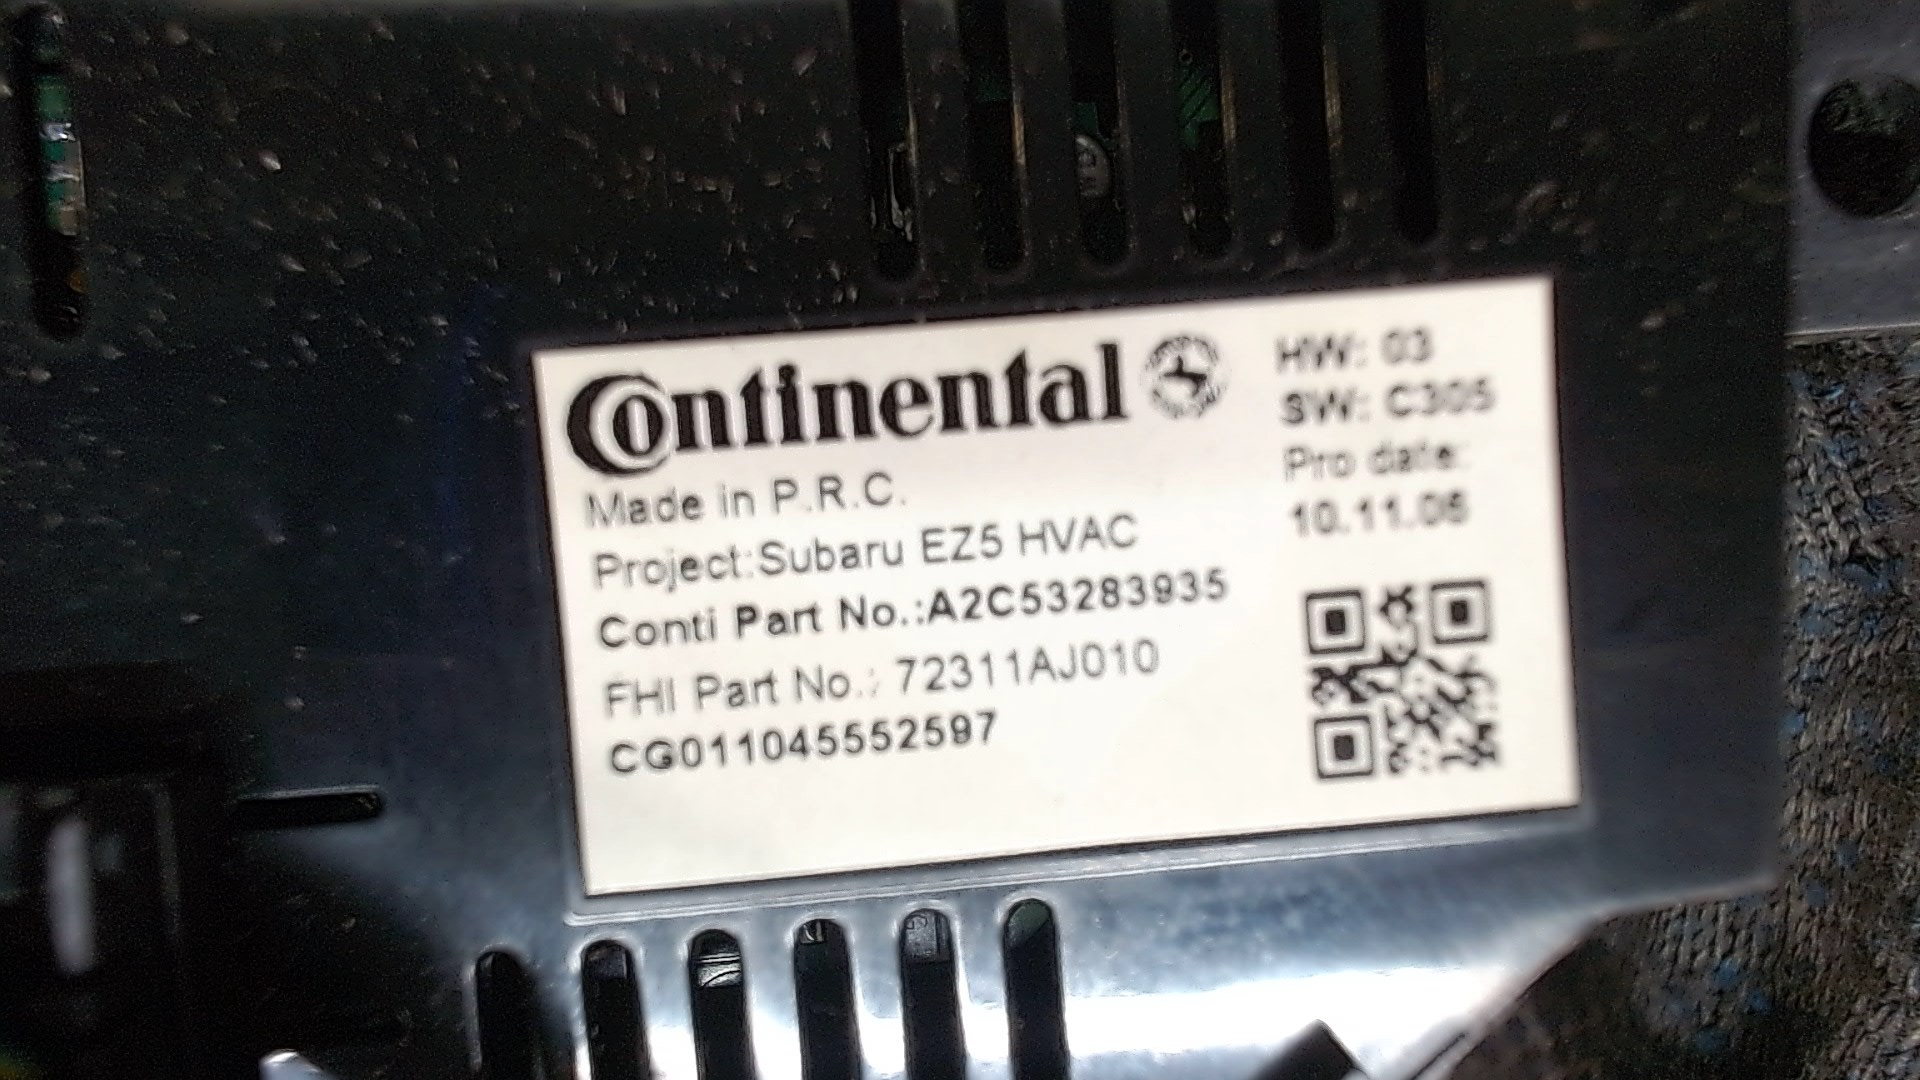 Continental
Made in P.R.C.
Project:Subaru EZ5 HVAC
Conti Part No.:A2C53283935
FHI Part No.: 72311AJ010
CG011045552597
HW: 03
SW: C305
Pro date:
10.11.06